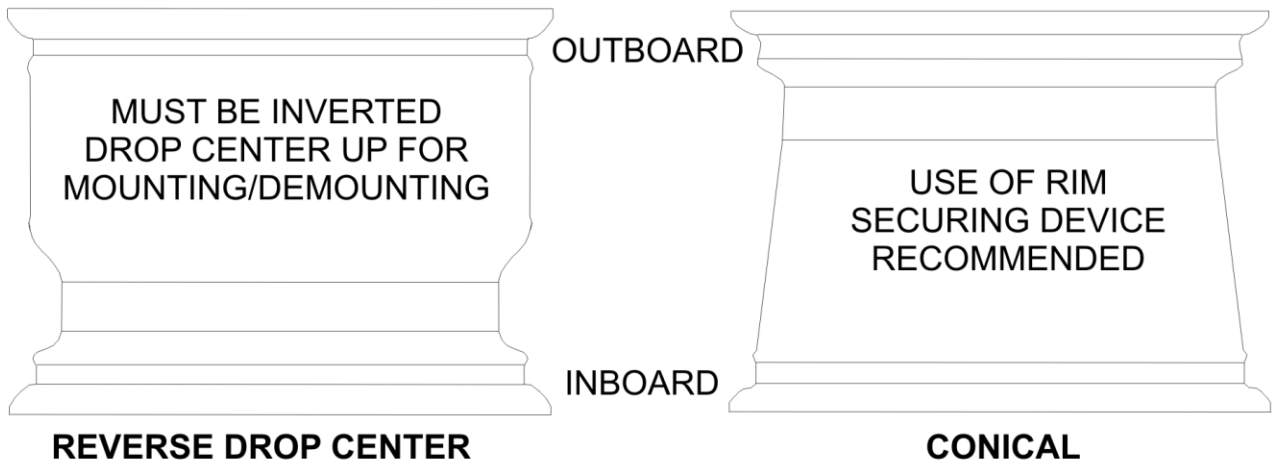 OUTBOARD
MUST BE INVERTED
DROP CENTER UP FOR
MOUNTING/DEMOUNTING
USE OF RIM
SECURING DEVICE
RECOMMENDED
INBOARD
REVERSE DROP CENTER
CONICAL